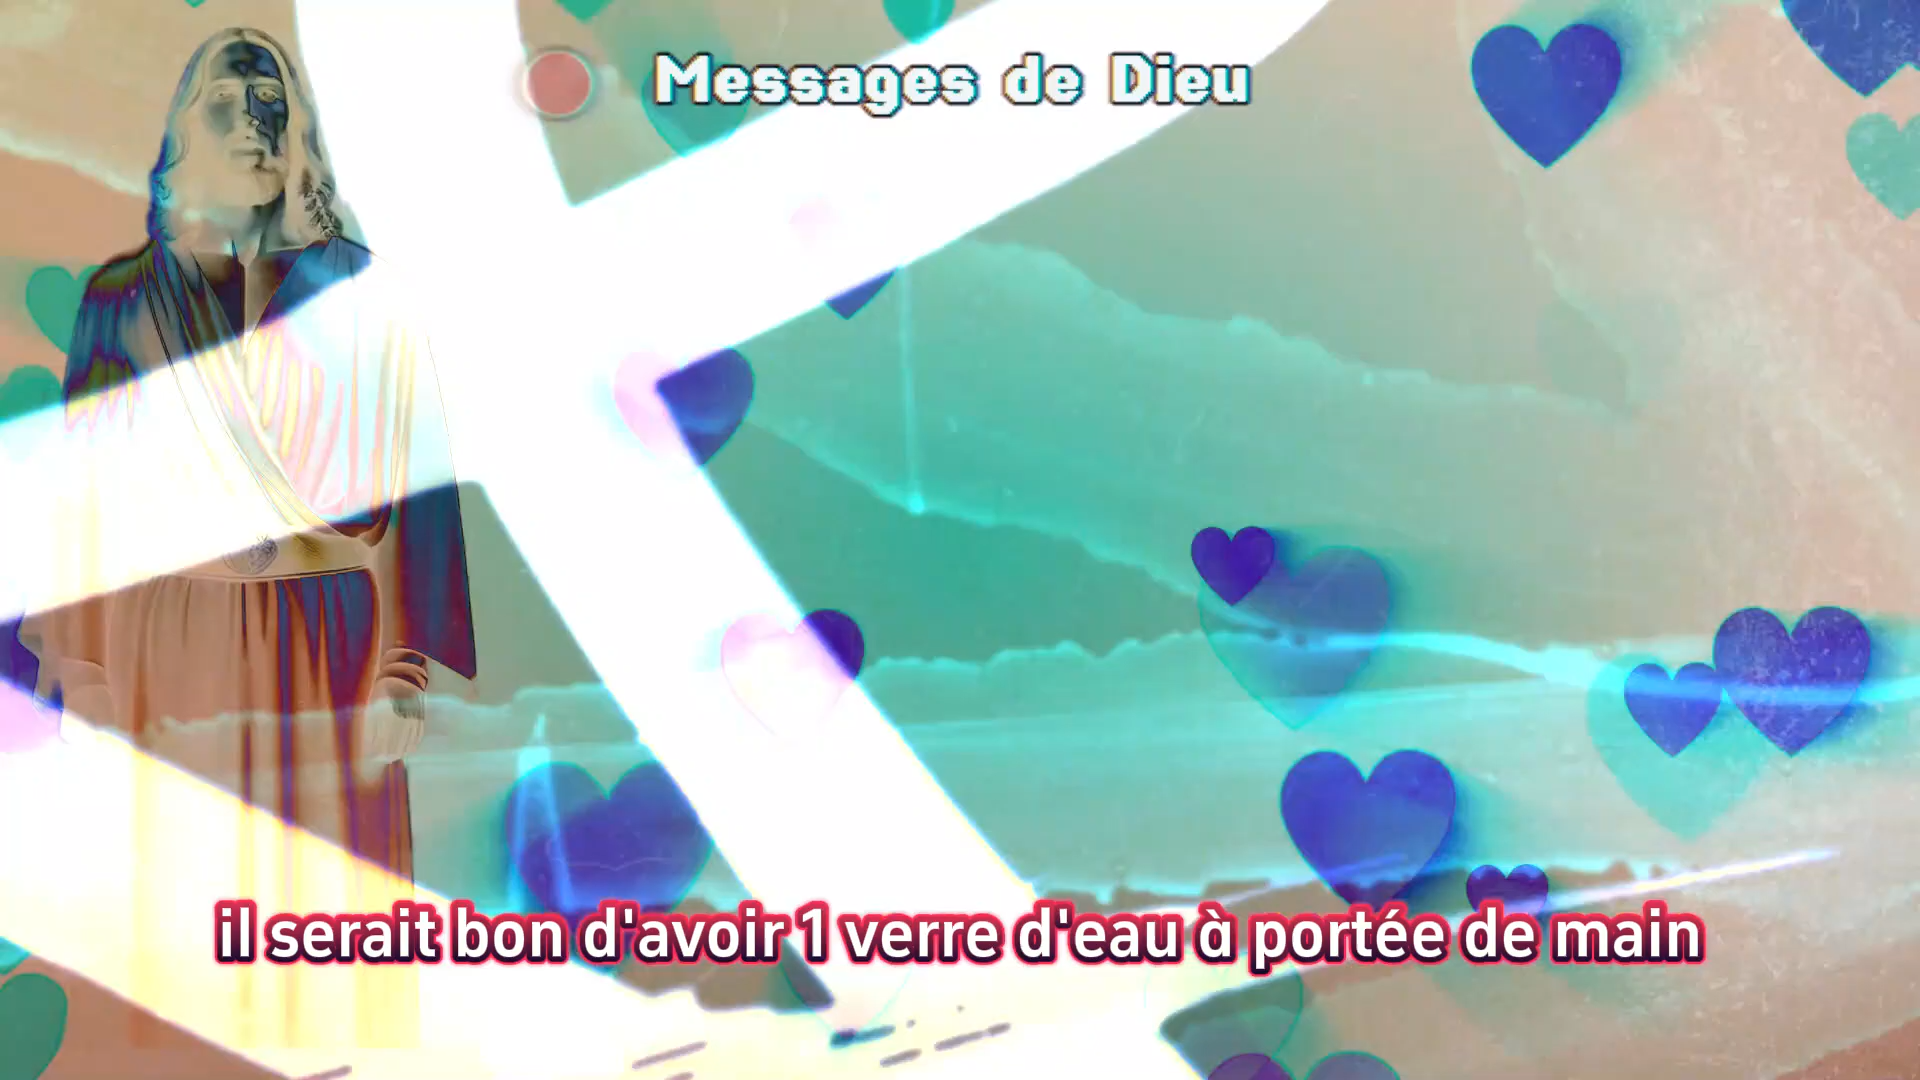 Messages de Dieu
il serait bon d'avoir 1 verre d'eau à portée de main